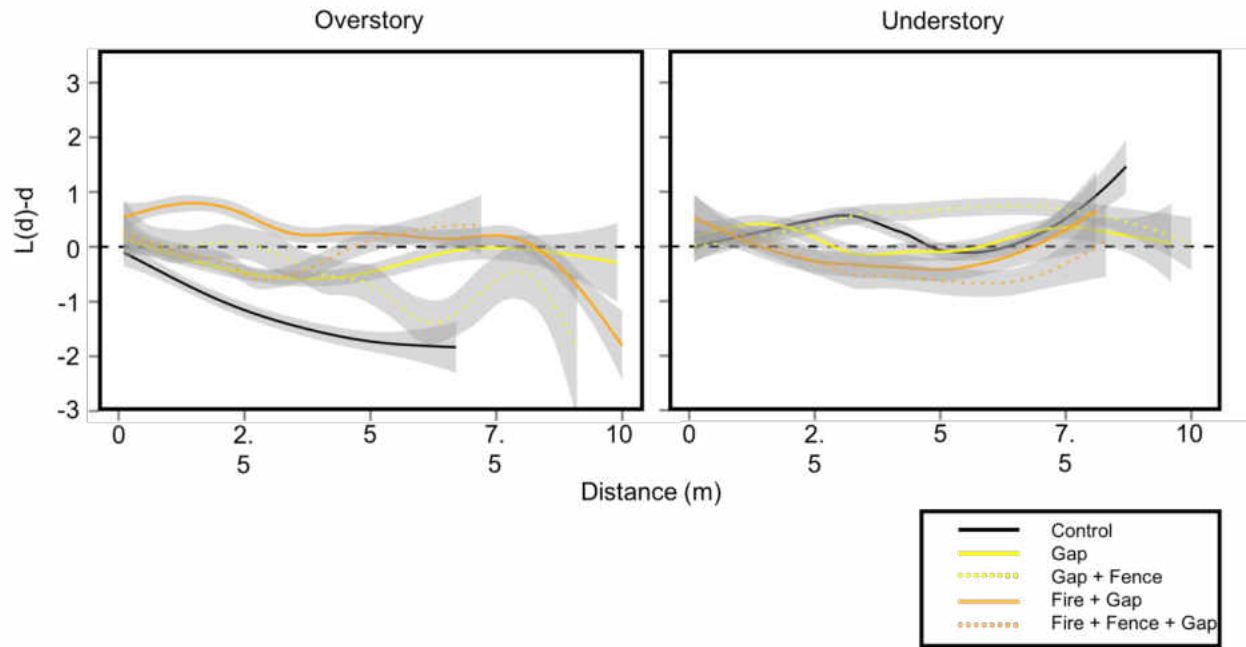 Overstory
Understory
L(d)-d
3
2
1
0
-1
-2
-3
0
2.
5
5
7.
5
10
0
2.
5
5
7.
5
10
Distance (m)
Control
Gap
Gap + Fence
Fire + Gap
Fire + Fence + Gap